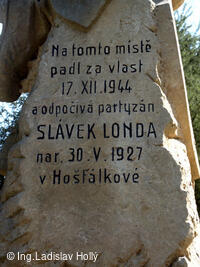 Na tomto místě
padl za vlast
17. XII. 1944
a odpočívá partyzán
SLÁVEK LONDA
nar. 30. V. 1927
v Hošťálkové
© Ing.Ladislav Hollý